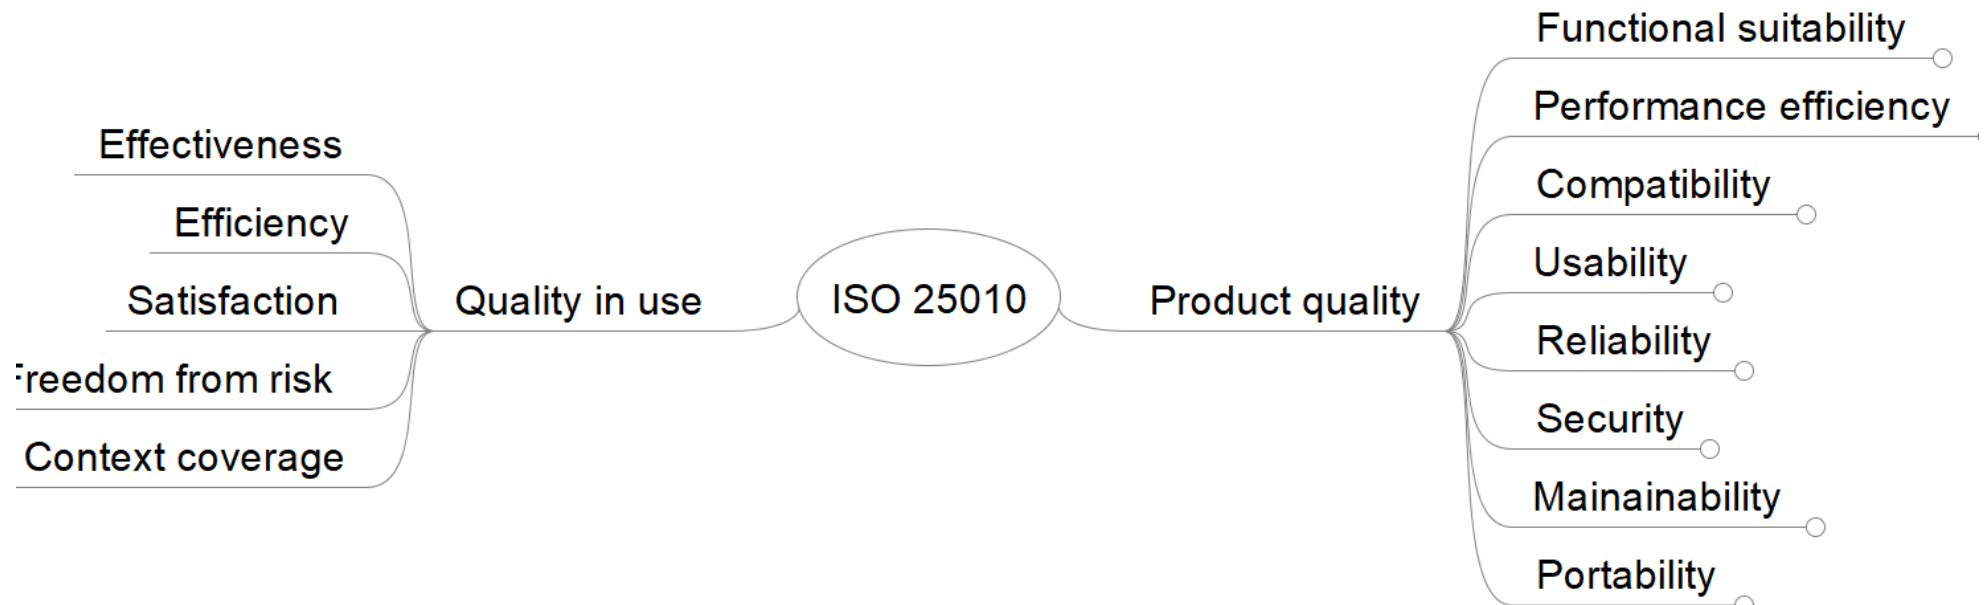 Effectiveness
Efficiency
Satisfaction
Freedom from risk
Context coverage
Quality in use
ISO 25010
Product quality
Functional suitability
Performance efficiency
Compatibility
Usability
Reliability
Security
Mainainability
Portability